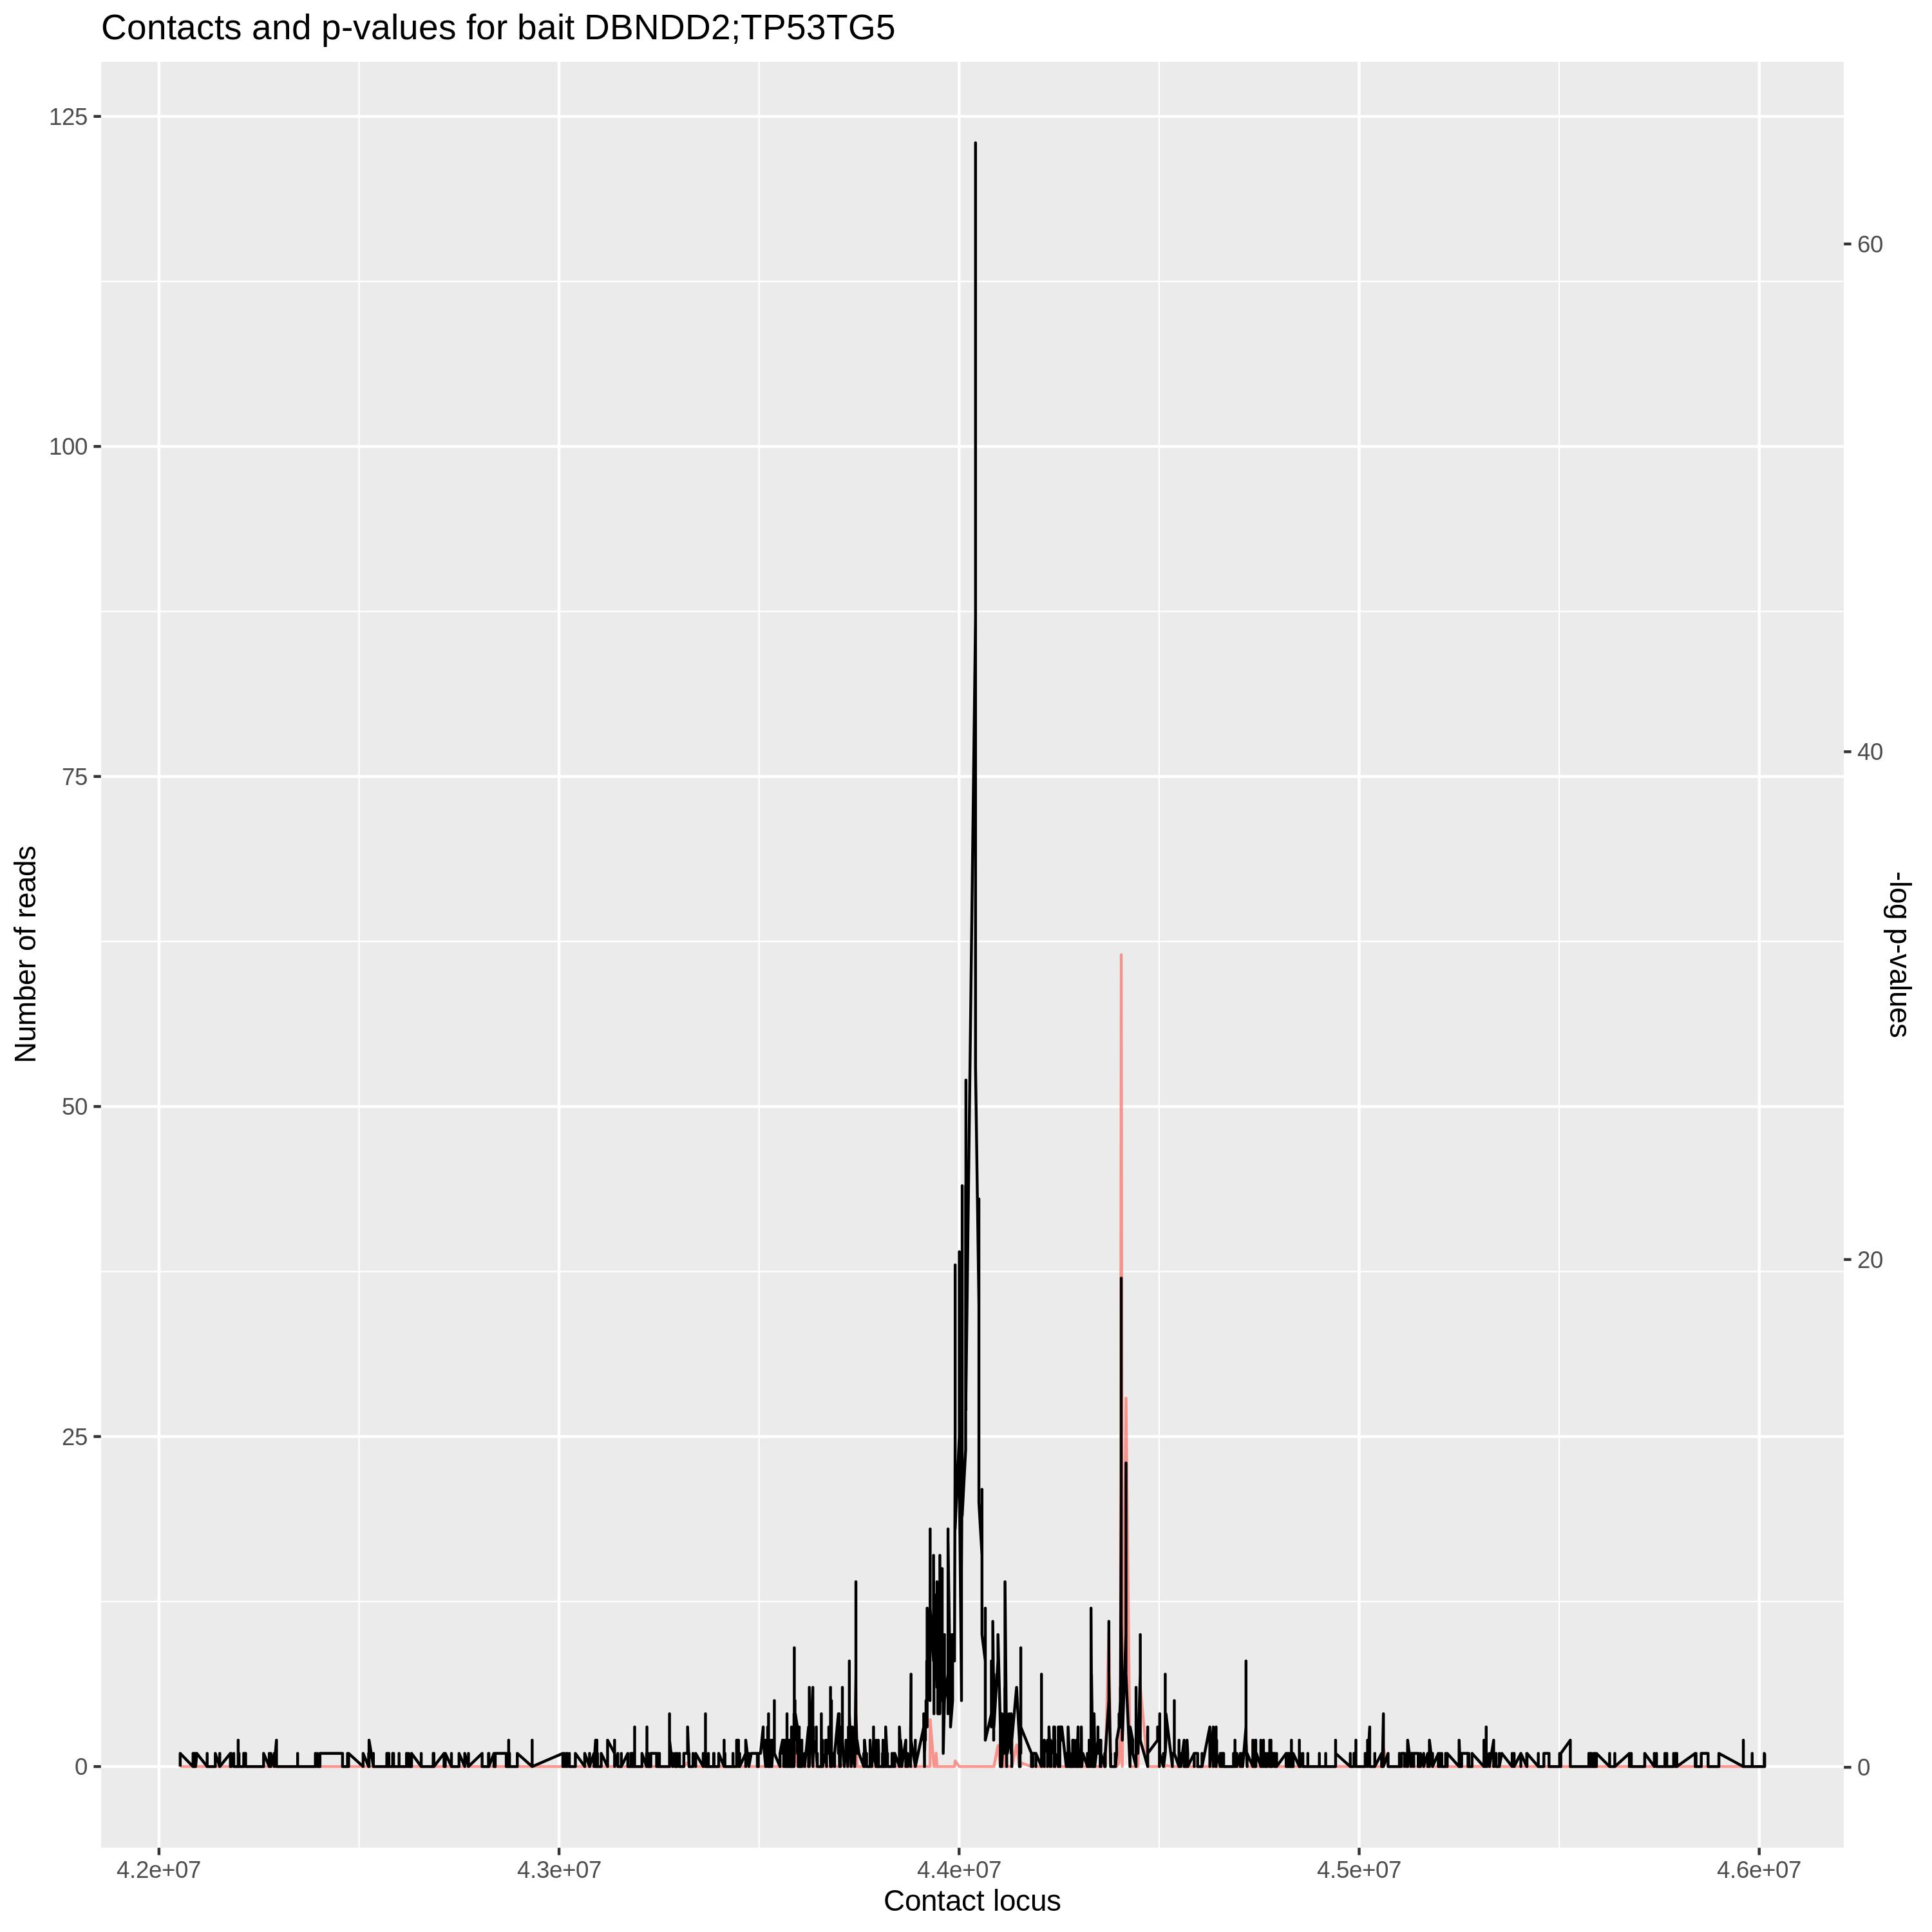 Contacts and p-values for bait DBNDD2;TP53TG5
125
100
75
50
25
0
Number of reads
60
40
20
0
-log p-values
4.2e+07
4.3e+07
4.4e+07
4.5e+07
4.6e+07
Contact locus